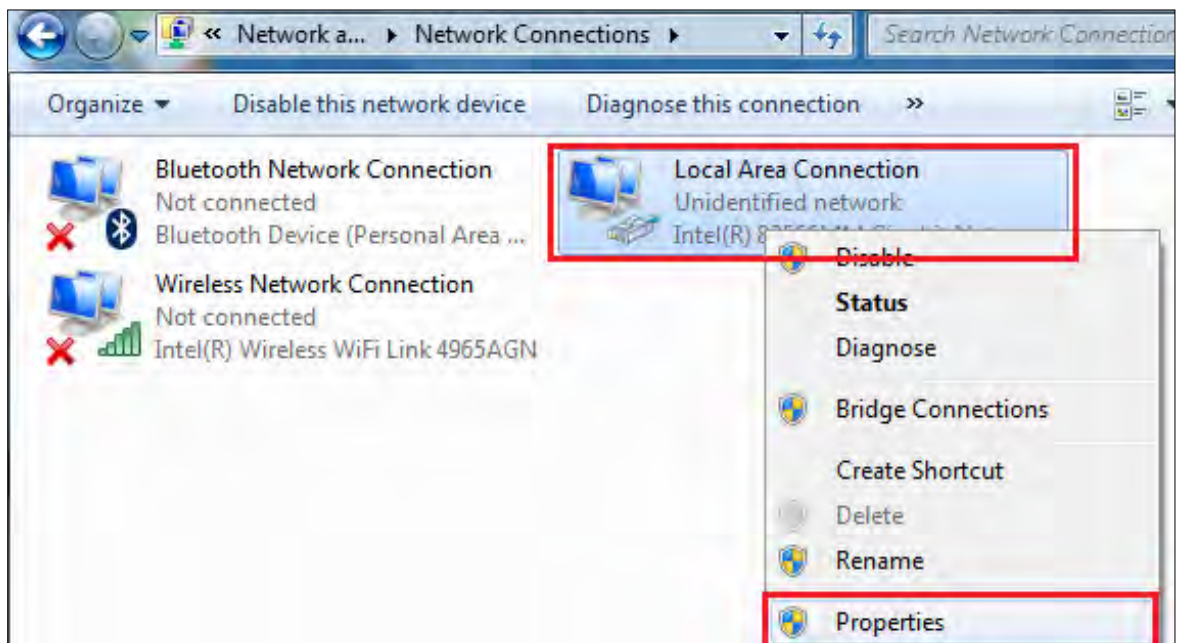 « Network a... ▸ Network Connections ▸ Search Network Connection
Organize ▾ Disable this network device Diagnose this connection »
Bluetooth Network Connection
Not connected
Bluetooth Device (Personal Area ...
Wireless Network Connection
Not connected
Intel(R) Wireless WiFi Link 4965AGN
Local Area Connection
Unidentified network
Intel(R)
Disable
Status
Diagnose
Bridge Connections
Create Shortcut
Delete
Rename
Properties